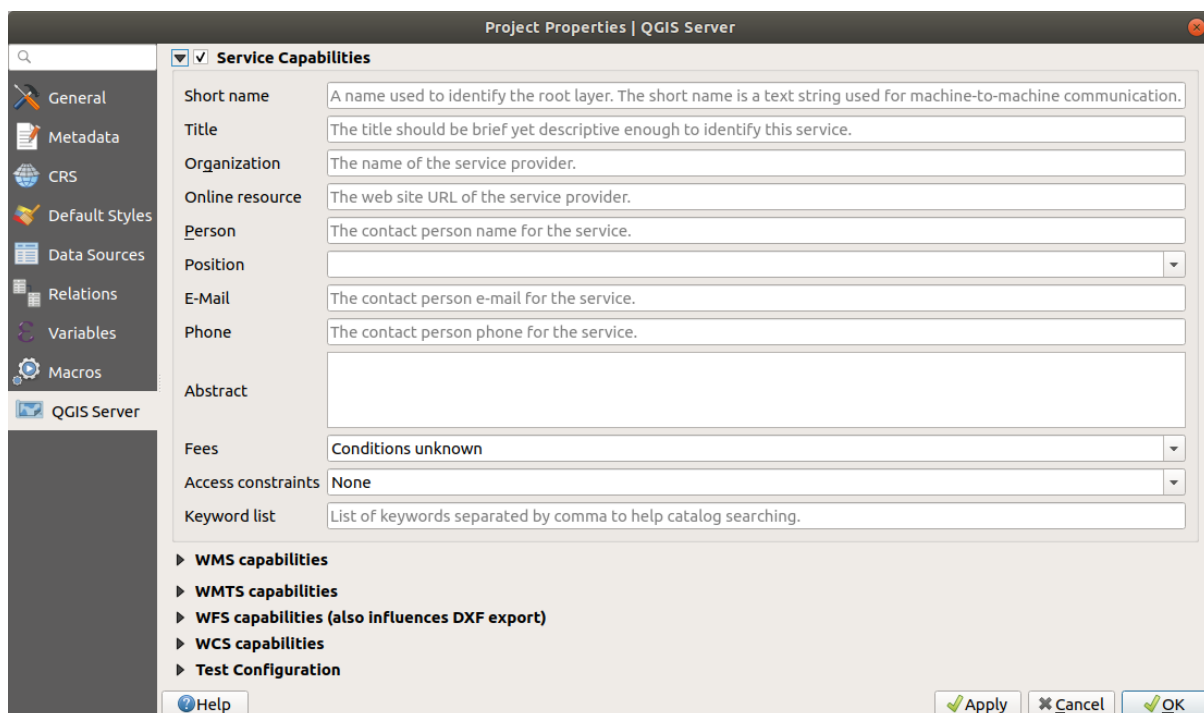 Project Properties | QGIS Server
Service Capabilities
General
Metadata
CRS
Default Styles
Data Sources
Relations
Variables
Macros
QGIS Server
Short name A name used to identify the root layer. The short name is a text string used for machine-to-machine communication.
Title The title should be brief yet descriptive enough to identify this service.
Organization The name of the service provider.
Online resource The web site URL of the service provider.
Person The contact person name for the service.
Position
E-Mail The contact person e-mail for the service.
Phone The contact person phone for the service.
Abstract
Fees Conditions unknown
Access constraints None
Keyword list List of keywords separated by comma to help catalog searching.
WMS capabilities
WMTS capabilities
WFS capabilities (also influences DXF export)
WCS capabilities
Test Configuration
Help Apply Cancel OK